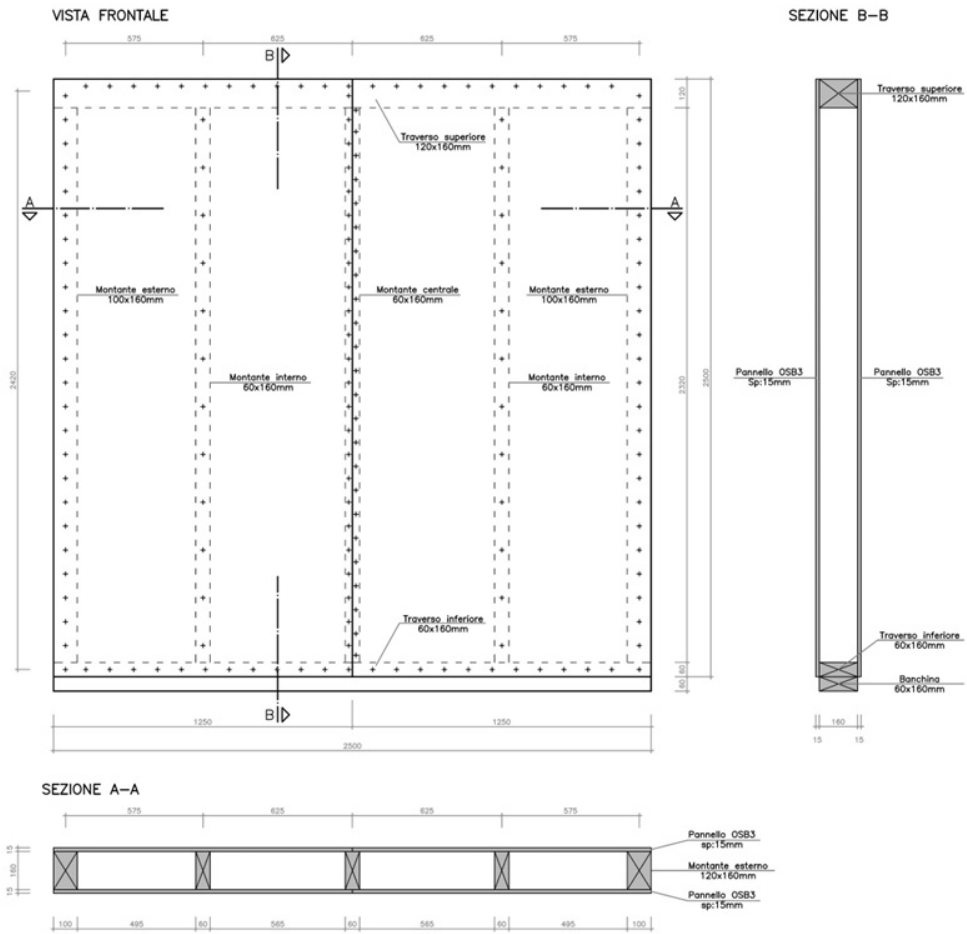 VISTA FRONTALE
SEZIONE B-B
575
625
625
575
B
Traverso superiore
120x160mm
120
Traverso superiore
120x160mm
A
A
Montante esterno
100x160mm
Montante centrale
60x160mm
Montante esterno
100x160mm
2420
Montante interno
60x160mm
Montante interno
60x160mm
2320
2500
Pannello OSB3
Sp:15mm
Pannello OSB3
Sp:15mm
Traverso inferiore
60x160mm
60
60
Traverso inferiore
60x160mm
Banchina
60x160mm
B
1250
1250
2500
160
15
15
SEZIONE A-A
575
625
625
575
15
160
15
Pannello OSB3
sp:15mm
Montante esterno
120x160mm
Pannello OSB3
sp:15mm
100
495
60
565
60
565
60
495
100